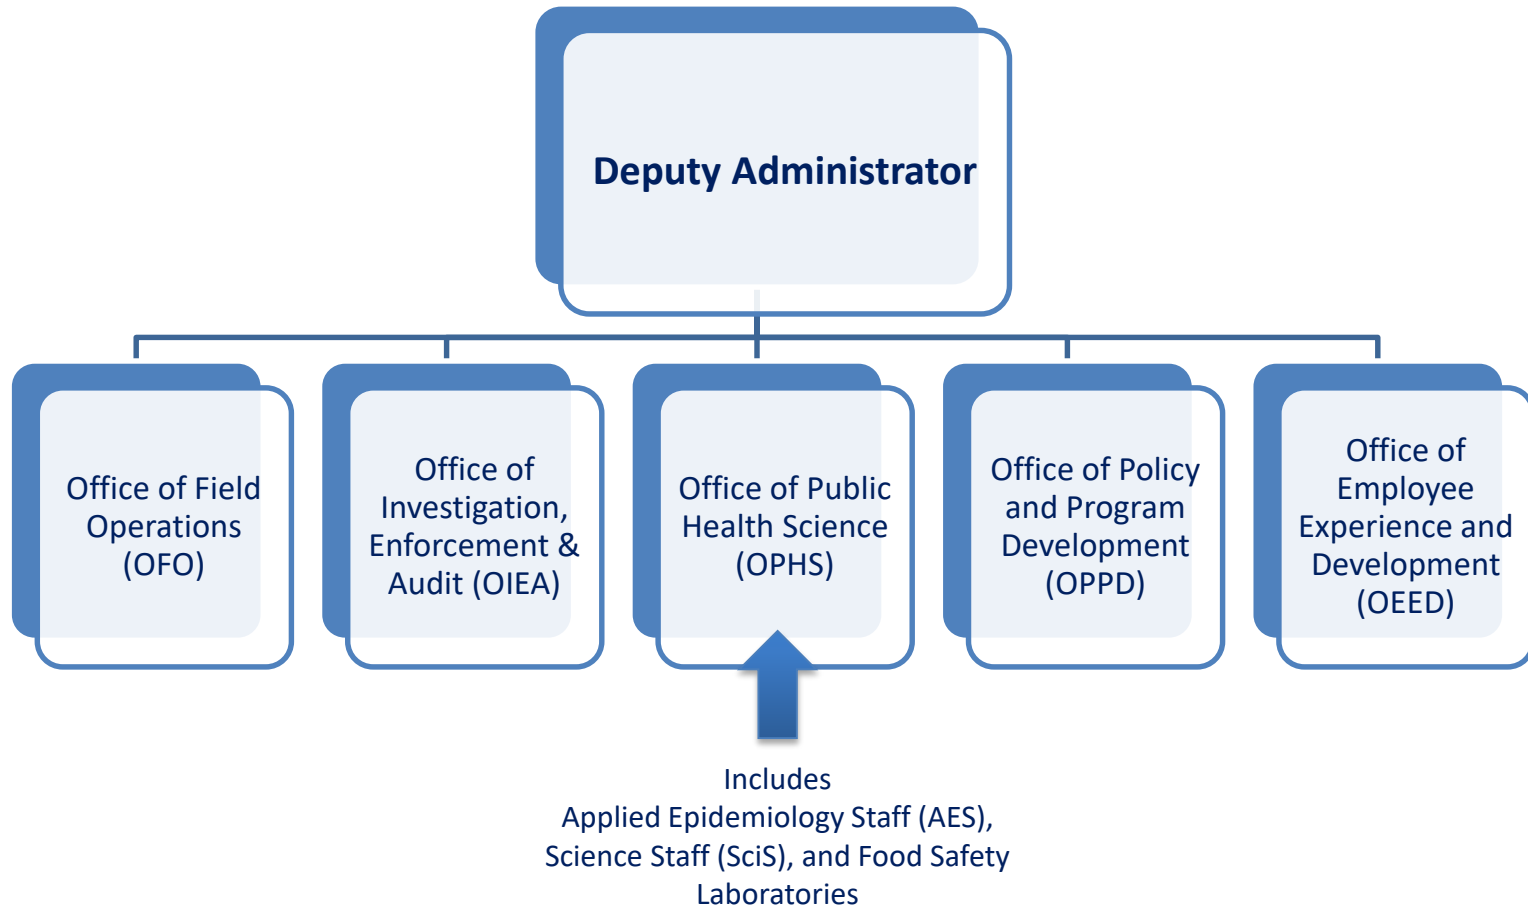 Deputy Administrator
Office of Field
Operations
(OFO)
Office of
Investigation,
Enforcement &
Audit (OIEA)
Office of Public
Health Science
(OPHS)
Office of Policy
and Program
Development
(OPPD)
Office of
Employee
Experience and
Development
(OEED)
Includes
Applied Epidemiology Staff (AES),
Science Staff (SciS), and Food Safety
Laboratories